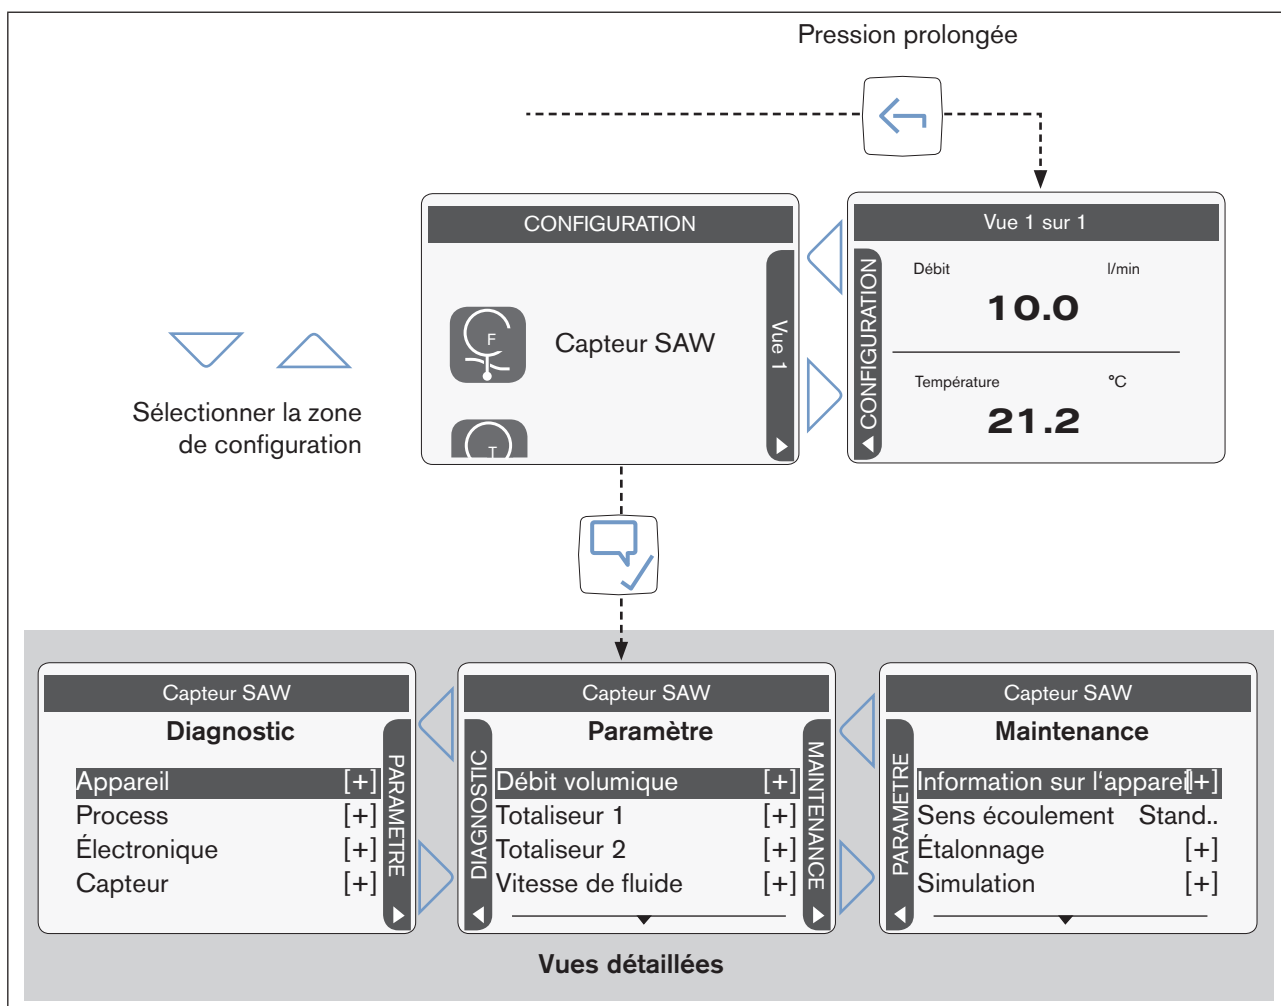 Pression prolongée
CONFIGURATION
F
Capteur SAW
T
Vue 1
Vue 1 sur 1
CONFIGURATION
Débit l/min
10.0
Température °C
21.2
Sélectionner la zone
de configuration
Capteur SAW
Diagnostic
Appareil [+]
Process [+]
Électronique [+]
Capteur [+]
PARAMETRE
Capteur SAW
Paramètre
DIAGNOSTIC
Débit volumique [+]
Totaliseur 1 [+]
Totaliseur 2 [+]
Vitesse de fluide [+]
MAINTENANCE
Capteur SAW
Maintenance
PARAMETRE
Information sur l‘appareil[+]
Sens écoulement Stand..
Étalonnage [+]
Simulation [+]
Vues détaillées